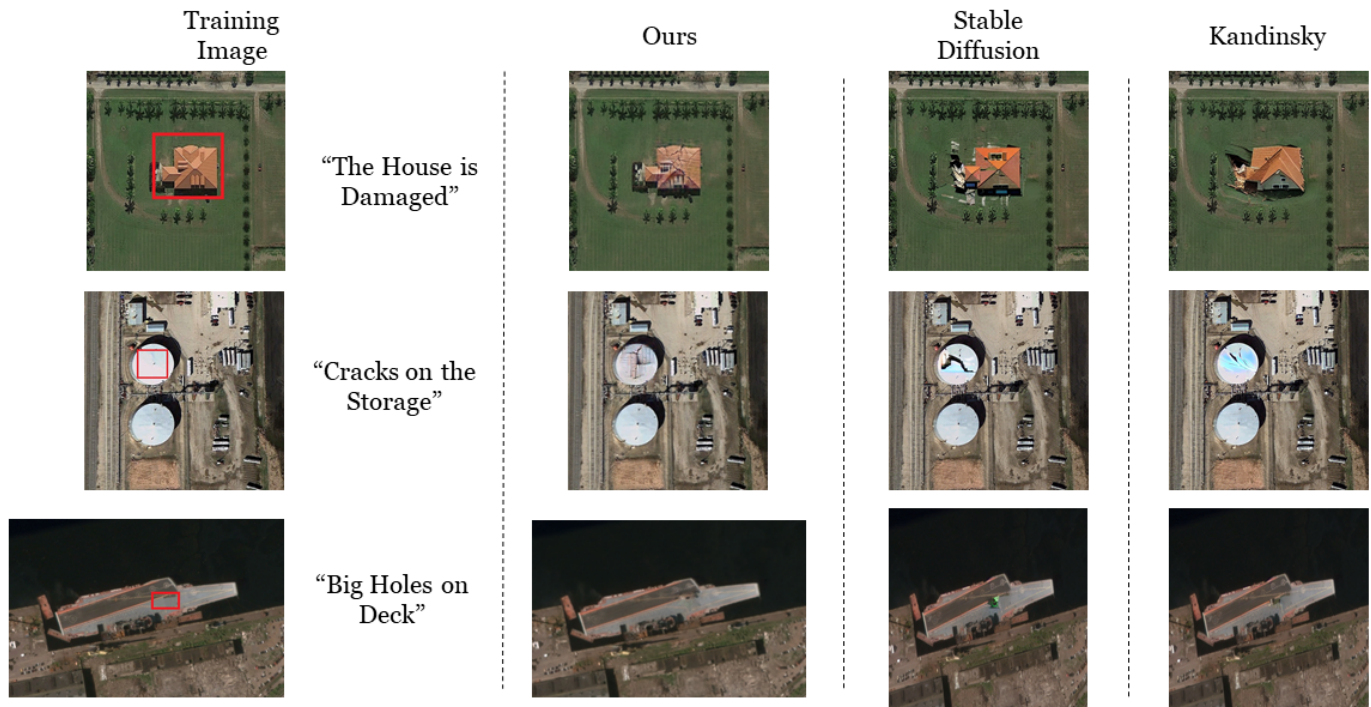 Training
Image
Ours
Stable
Diffusion
Kandinsky
“The House is
Damaged”
“Cracks on the
Storage”
“Big Holes on
Deck”